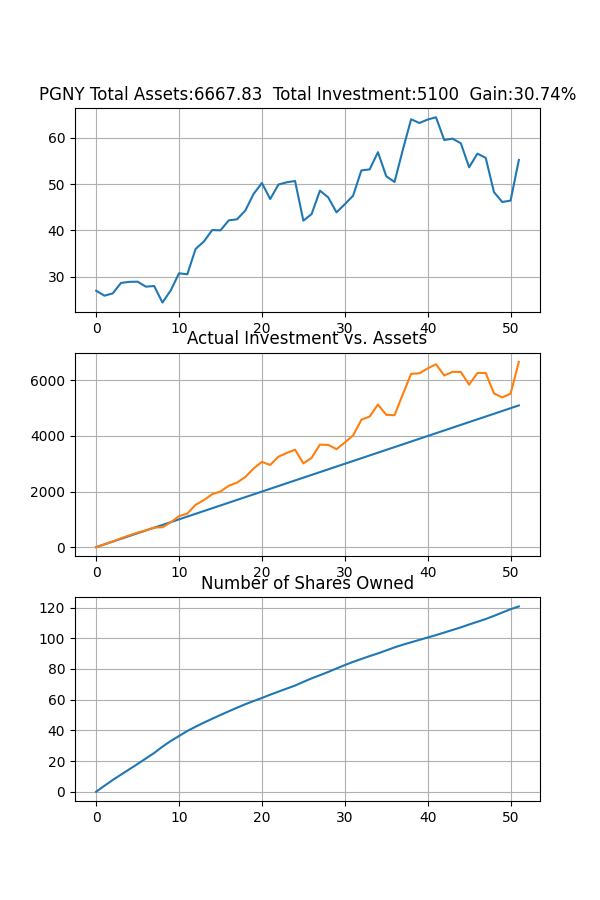 PGNY Total Assets:6667.83  Total Investment:5100  Gain:30.74%
60
50
40
30
0 10 20 30 40 50
Actual Investment vs. Assets
6000
4000
2000
0
0 10 20 30 40 50
Number of Shares Owned
120
100
80
60
40
20
0
0 10 20 30 40 50